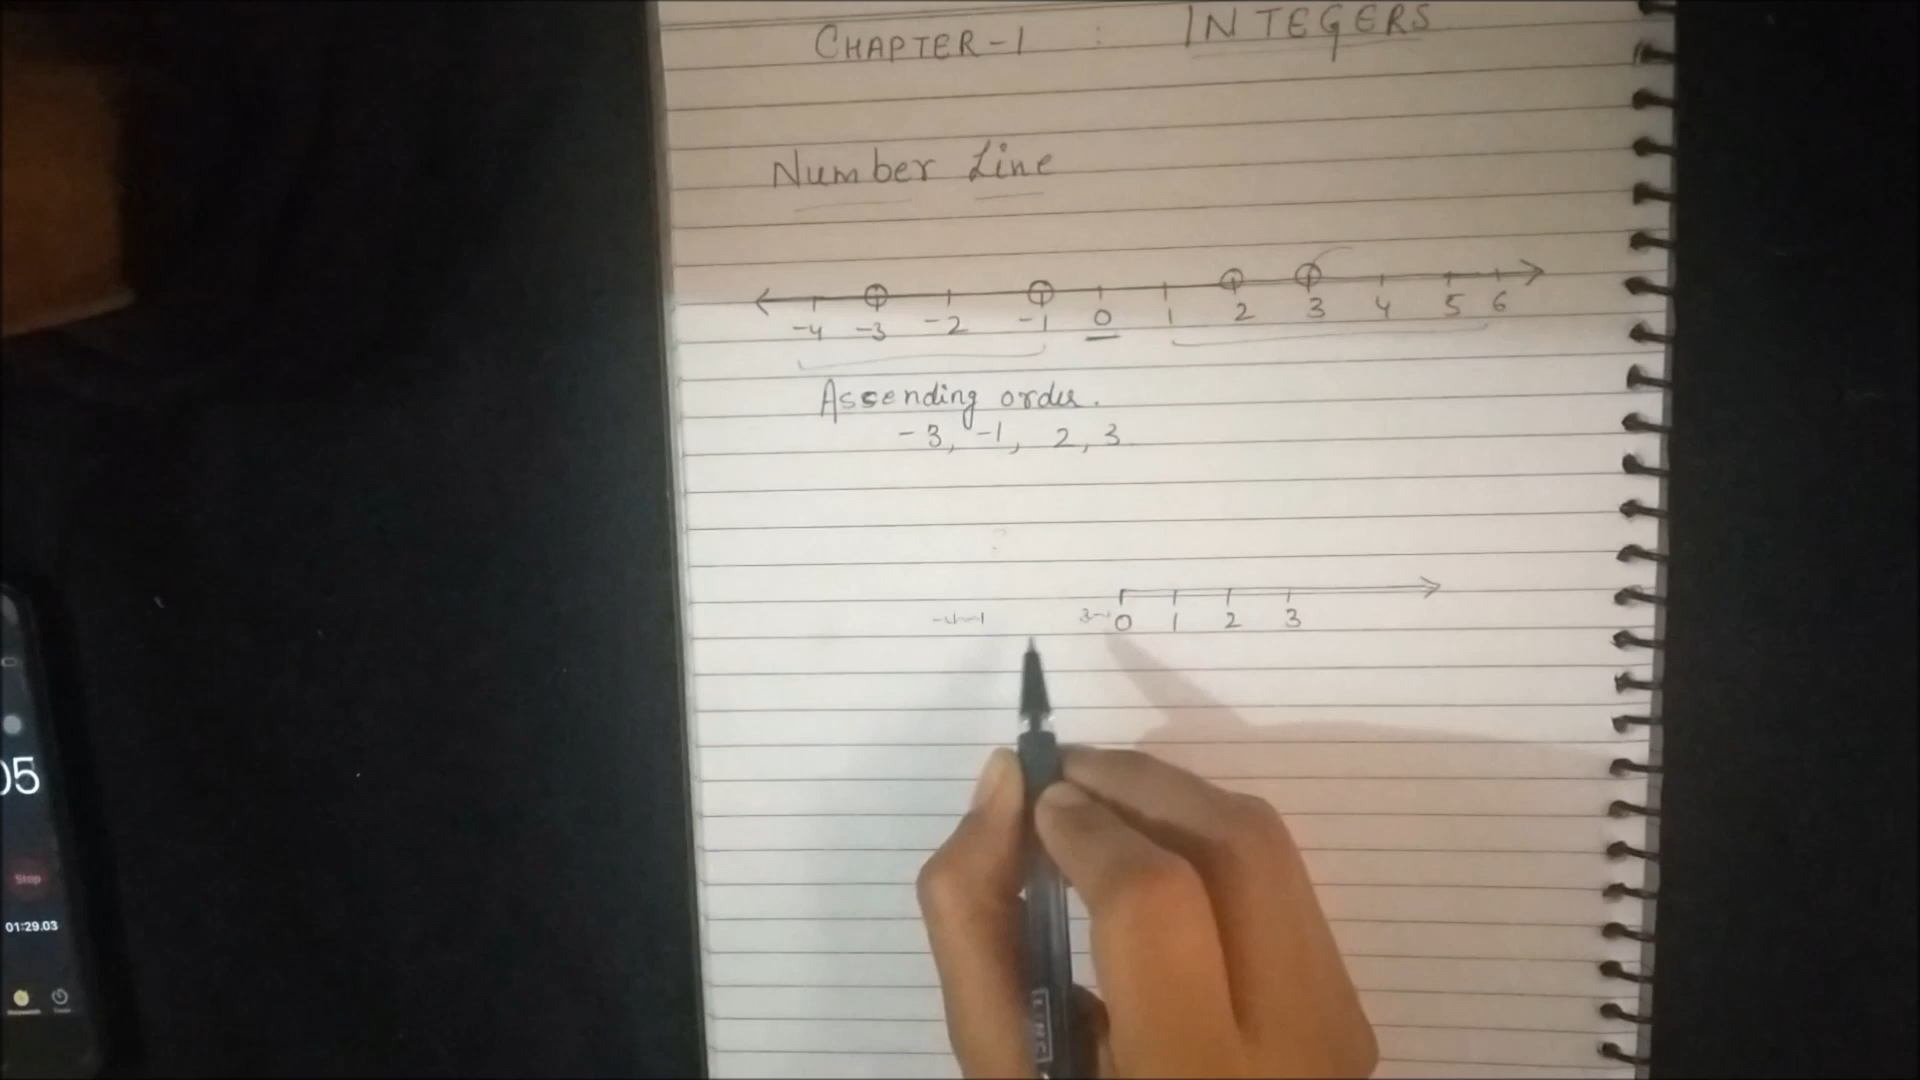 CHAPTER-1 : INTEGERS
Number Line
-4 -3 -2 -1 0 1 2 3 4 5 6
Assending order.
-3, -1, 2, 3
0 1 2 3
05
Stop
01:29.03